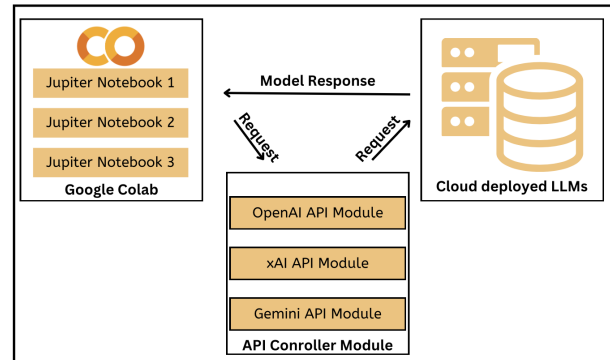 Jupiter Notebook 1
Jupiter Notebook 2
Jupiter Notebook 3
Google Colab
Model Response
Request
Request
Cloud deployed LLMs
OpenAI API Module
xAI API Module
Gemini API Module
API Conroller Module